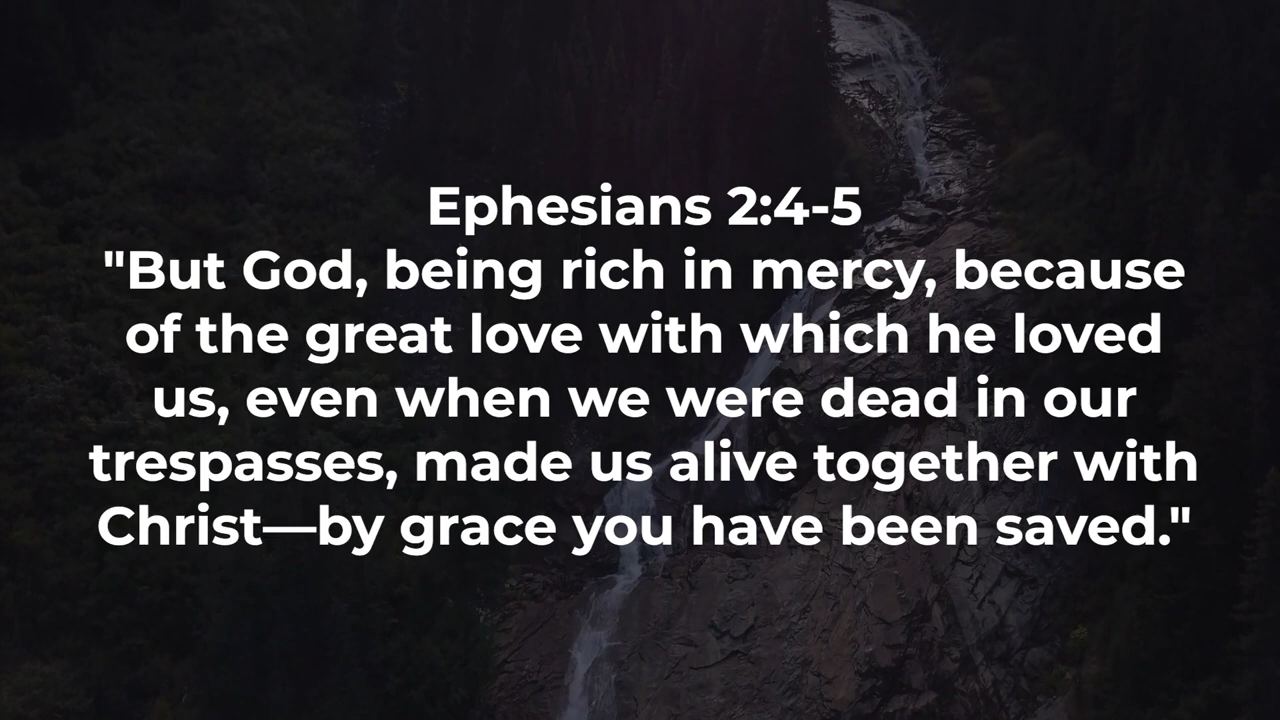 Ephesians 2:4-5
"But God, being rich in mercy, because
of the great love with which he loved
us, even when we were dead in our
trespasses, made us alive together with
Christ—by grace you have been saved."